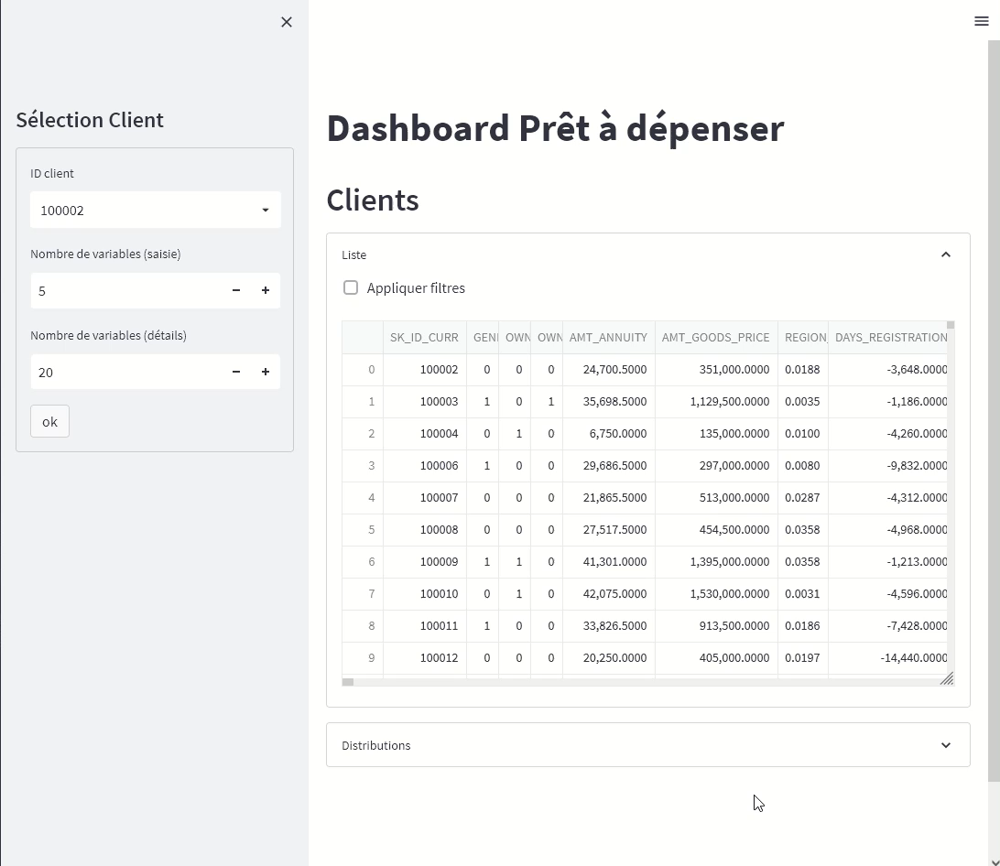 Sélection Client
ID client
100002
Nombre de variables (saisie)
5
Nombre de variables (détails)
20
ok
Dashboard Prêt à dépenser
Clients
Liste
Appliquer filtres
SK_ID_CURR GENI OWN OWN AMT_ANNUITY AMT_GOODS_PRICE REGION_ DAYS_REGISTRATION
0 100002 0 0 0 24,700.5000 351,000.0000 0.0188 -3,648.0000
1 100003 1 0 1 35,698.5000 1,129,500.0000 0.0035 -1,186.0000
2 100004 0 1 0 6,750.0000 135,000.0000 0.0100 -4,260.0000
3 100006 1 0 0 29,686.5000 297,000.0000 0.0080 -9,832.0000
4 100007 0 0 0 21,865.5000 513,000.0000 0.0287 -4,312.0000
5 100008 0 0 0 27,517.5000 454,500.0000 0.0358 -4,968.0000
6 100009 1 1 0 41,301.0000 1,395,000.0000 0.0358 -1,213.0000
7 100010 0 1 0 42,075.0000 1,530,000.0000 0.0031 -4,596.0000
8 100011 1 0 0 33,826.5000 913,500.0000 0.0186 -7,428.0000
9 100012 0 0 0 20,250.0000 405,000.0000 0.0197 -14,440.0000
Distributions